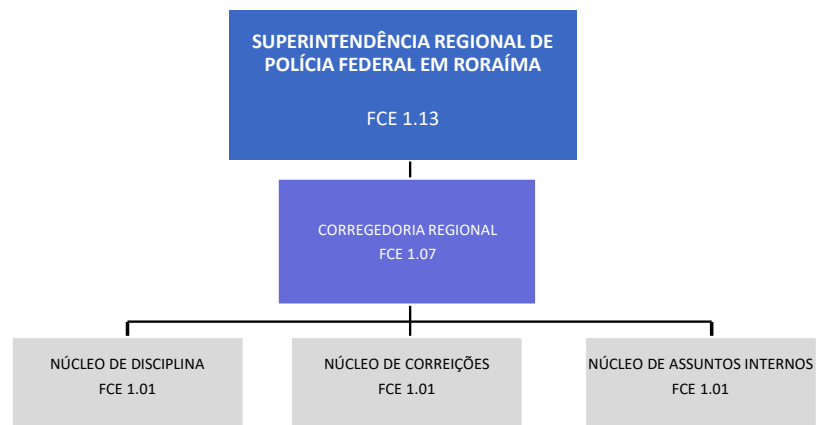 SUPERINTENDÊNCIA REGIONAL DE
POLÍCIA FEDERAL EM RORAÍMA
FCE 1.13
CORREGEDORIA REGIONAL
FCE 1.07
NÚCLEO DE DISCIPLINA
FCE 1.01
NÚCLEO DE CORREIÇÕES
FCE 1.01
NÚCLEO DE ASSUNTOS INTERNOS
FCE 1.01